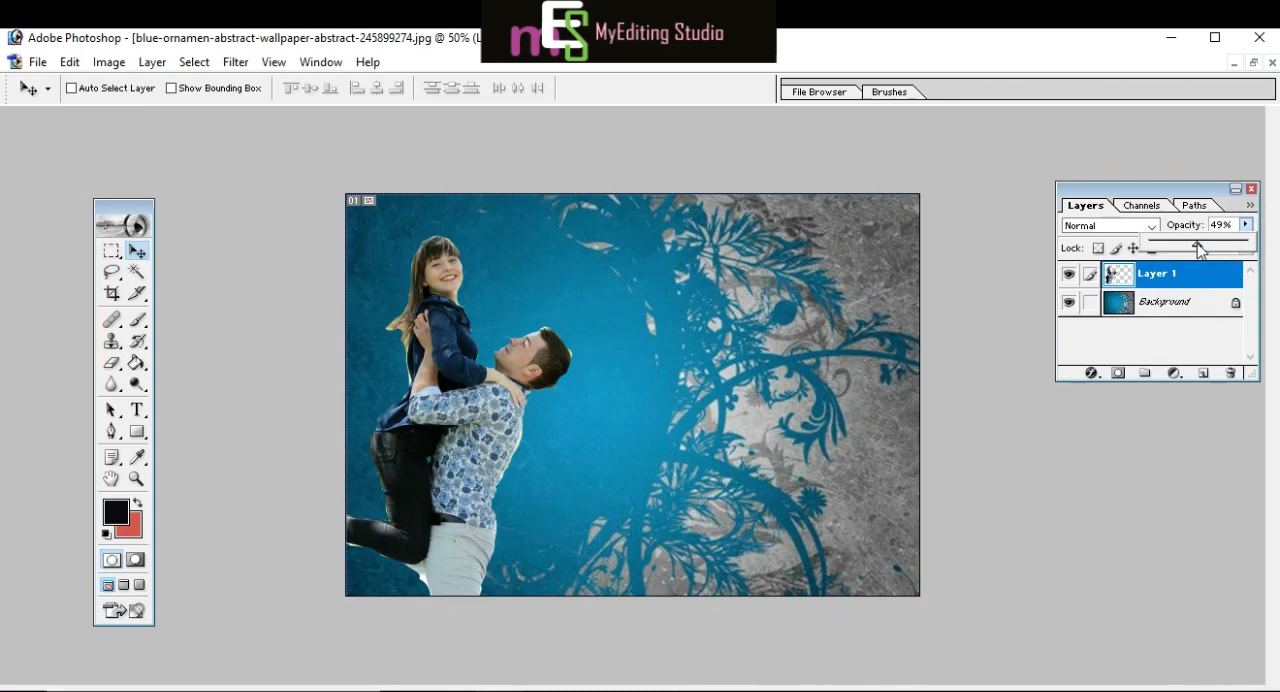 mES MyEditing Studio
Adobe Photoshop - [blue-ornamen-abstract-wallpaper-abstract-245899274.jpg @ 50% (L
File Edit Image Layer Select Filter View Window Help
Auto Select Layer Show Bounding Box File Browser Brushes
01
Layers Channels Paths
Normal Opacity: 49%
Lock:
Layer 1
Background
T